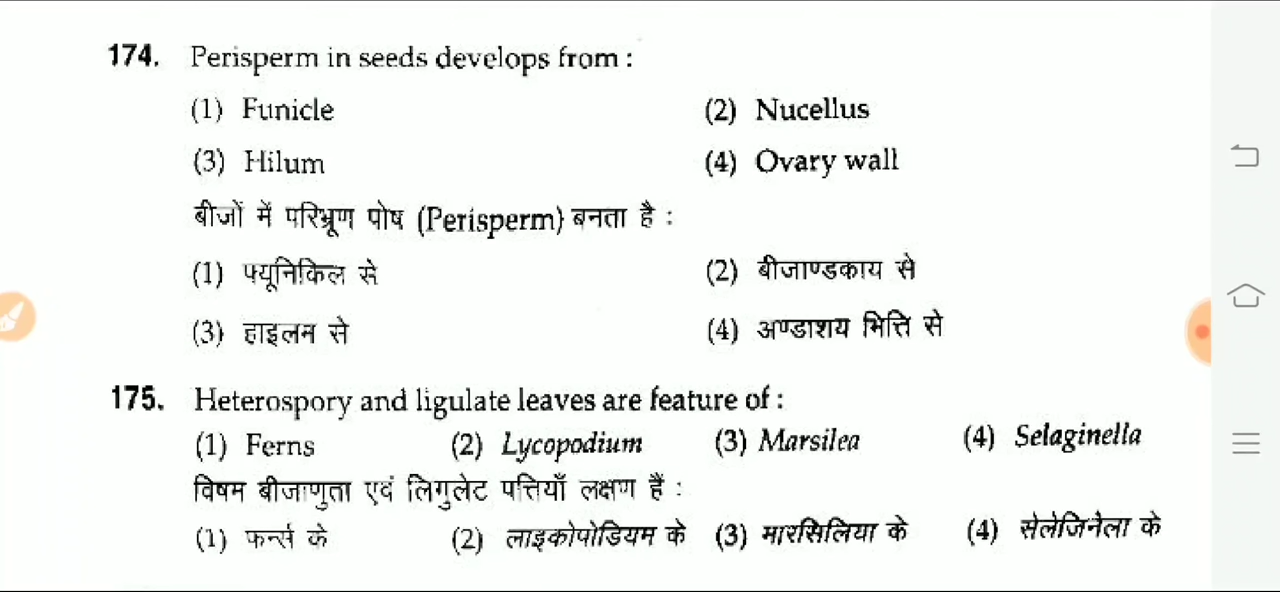 174. Perisperm in seeds develops from :
(1) Funicle (2) Nucellus
(3) Hilum (4) Ovary wall
बीजों में परिभ्रूण पोष (Perisperm) बनता है :
(1) फ्यूनिकिल से (2) बीजाण्डकाय से
(3) हाइलम से (4) अण्डाशय भित्ति से
175. Heterospory and ligulate leaves are feature of :
(1) Ferns (2) Lycopodium (3) Marsilea (4) Selaginella
विषम बीजाणुता एवं लिगुलेट पत्तियाँ लक्षण हैं :
(1) फर्न्स के (2) लाइकोपोडियम के (3) मारसिलिया के (4) सेलेजिनेला के